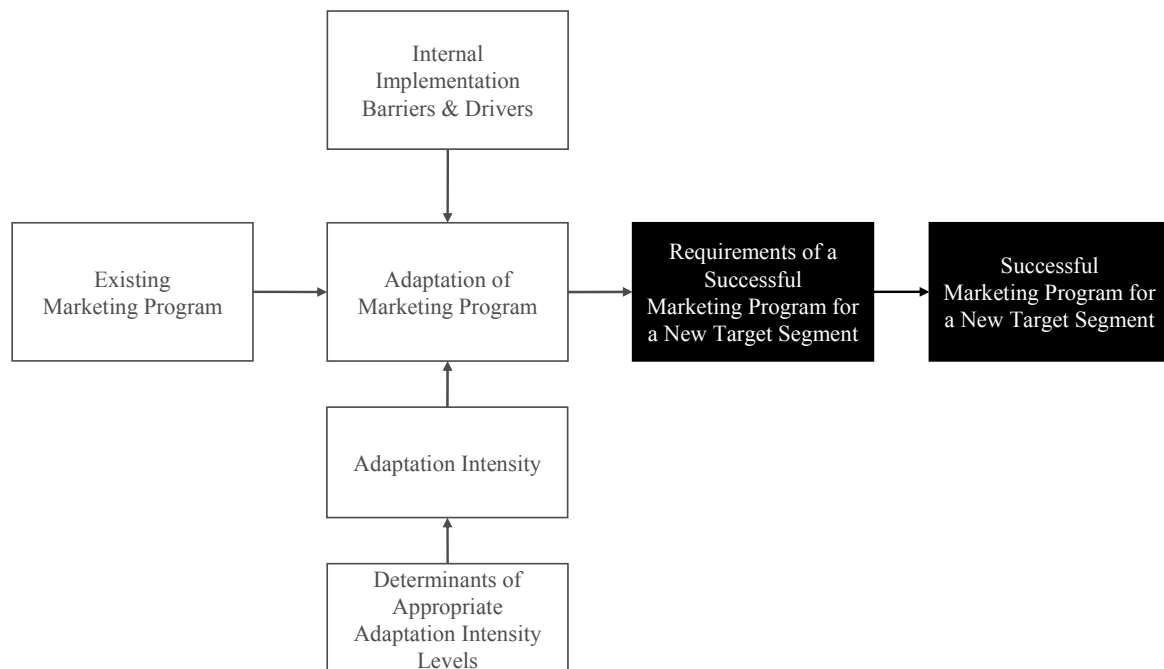 Internal
Implementation
Barriers & Drivers
Existing
Marketing Program
Adaptation of
Marketing Program
Requirements of a
Successful
Marketing Program for
a New Target Segment
Successful
Marketing Program for
a New Target Segment
Adaptation Intensity
Determinants of
Appropriate
Adaptation Intensity
Levels